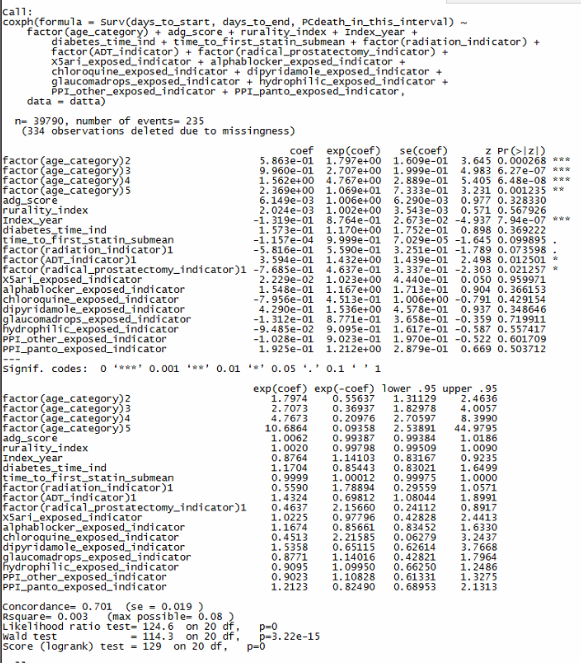 Call:
coxph(formula = Surv(days_to_start, days_to_end, PCdeath_in_this_interval) ~
factor(age_category) + adg_score + rurality_index + Index_year +
diabetes_time_ind + time_to_first_statin_submean + factor(radiation_indicator) +
factor(ADT_indicator) + factor(radical_prostatectomy_indicator) +
X5ari_exposed_indicator + alphablocker_exposed_indicator +
chloroquine_exposed_indicator + dipyridamole_exposed_indicator +
glaucomadrops_exposed_indicator + hydrophilic_exposed_indicator +
PPI_other_exposed_indicator + PPI_panto_exposed_indicator,
data = datta)
n= 39790, number of events= 235
(334 observations deleted due to missingness)
coef exp(coef) se(coef) z Pr(>|z|)
factor(age_category)2 5.863e-01 1.797e+00 1.609e-01 3.645 0.000268 ***
factor(age_category)3 9.960e-01 2.707e+00 1.999e-01 4.983 6.27e-07 ***
factor(age_category)4 1.562e+00 4.767e+00 2.889e-01 5.405 6.48e-08 ***
factor(age_category)5 2.369e+00 1.069e+01 7.333e-01 3.231 0.001235 **
adg_score 6.149e-03 1.006e+00 6.290e-03 0.977 0.328330
rurality_index 2.024e-03 1.002e+00 3.543e-03 0.571 0.567926
Index_year -1.319e-01 8.764e-01 2.673e-02 -4.937 7.94e-07 ***
diabetes_time_ind 1.573e-01 1.170e+00 1.752e-01 0.898 0.369222
time_to_first_statin_submean -1.157e-04 9.999e-01 7.029e-05 -1.645 0.099895 .
factor(radiation_indicator)1 -5.816e-01 5.590e-01 3.251e-01 -1.789 0.073598 .
factor(ADT_indicator)1 3.594e-01 1.432e+00 1.439e-01 2.498 0.012501 *
factor(radical_prostatectomy_indicator)1 -7.685e-01 4.637e-01 3.337e-01 -2.303 0.021257 *
X5ari_exposed_indicator 2.229e-02 1.023e+00 4.440e-01 0.050 0.959971
alphablocker_exposed_indicator 1.548e-01 1.167e+00 1.713e-01 0.904 0.366153
chloroquine_exposed_indicator -7.956e-01 4.513e-01 1.006e+00 -0.791 0.429154
dipyridamole_exposed_indicator 4.290e-01 1.536e+00 4.578e-01 0.937 0.348646
glaucomadrops_exposed_indicator -1.312e-01 8.771e-01 3.658e-01 -0.359 0.719911
hydrophilic_exposed_indicator -9.485e-02 9.095e-01 1.617e-01 -0.587 0.557417
PPI_other_exposed_indicator -1.028e-01 9.023e-01 1.970e-01 -0.522 0.601709
PPI_panto_exposed_indicator 1.925e-01 1.212e+00 2.879e-01 0.669 0.503712
---
Signif. codes: 0 '***' 0.001 '**' 0.01 '*' 0.05 '.' 0.1 ' ' 1
exp(coef) exp(-coef) lower .95 upper .95
factor(age_category)2 1.7974 0.55637 1.31129 2.4636
factor(age_category)3 2.7073 0.36937 1.82978 4.0057
factor(age_category)4 4.7673 0.20976 2.70597 8.3990
factor(age_category)5 10.6864 0.09358 2.53891 44.9795
adg_score 1.0062 0.99387 0.99384 1.0186
rurality_index 1.0020 0.99798 0.99509 1.0090
Index_year 0.8764 1.14103 0.83167 0.9235
diabetes_time_ind 1.1704 0.85443 0.83021 1.6499
time_to_first_statin_submean 0.9999 1.00012 0.99975 1.0000
factor(radiation_indicator)1 0.5590 1.78894 0.29559 1.0571
factor(ADT_indicator)1 1.4324 0.69812 1.08044 1.8991
factor(radical_prostatectomy_indicator)1 0.4637 2.15660 0.24112 0.8917
X5ari_exposed_indicator 1.0225 0.97796 0.42828 2.4413
alphablocker_exposed_indicator 1.1674 0.85661 0.83452 1.6330
chloroquine_exposed_indicator 0.4513 2.21585 0.06279 3.2437
dipyridamole_exposed_indicator 1.5358 0.65115 0.62614 3.7668
glaucomadrops_exposed_indicator 0.8771 1.14016 0.42821 1.7964
hydrophilic_exposed_indicator 0.9095 1.09950 0.66250 1.2486
PPI_other_exposed_indicator 0.9023 1.10828 0.61331 1.3275
PPI_panto_exposed_indicator 1.2123 0.82490 0.68953 2.1313
Concordance= 0.701 (se = 0.019 )
Rsquare= 0.003 (max possible= 0.08 )
Likelihood ratio test= 124.6 on 20 df, p=0
Wald test = 114.3 on 20 df, p=3.22e-15
Score (logrank) test = 129 on 20 df, p=0